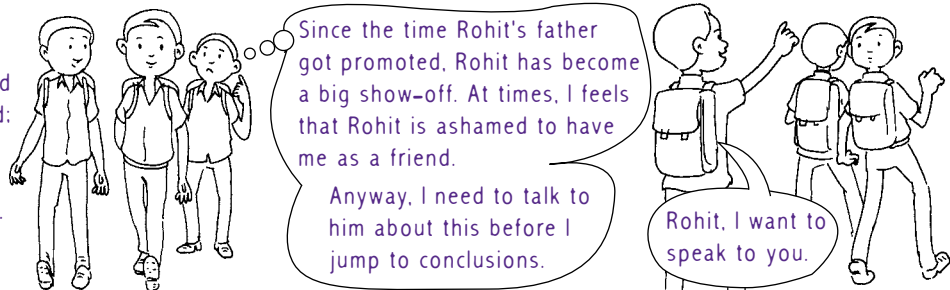 d
d:
.
Since the time Rohit's father
got promoted, Rohit has become
a big show-off. At times, I feels
that Rohit is ashamed to have
me as a friend.
Anyway, I need to talk to
him about this before I
jump to conclusions.
Rohit, I want to
speak to you.